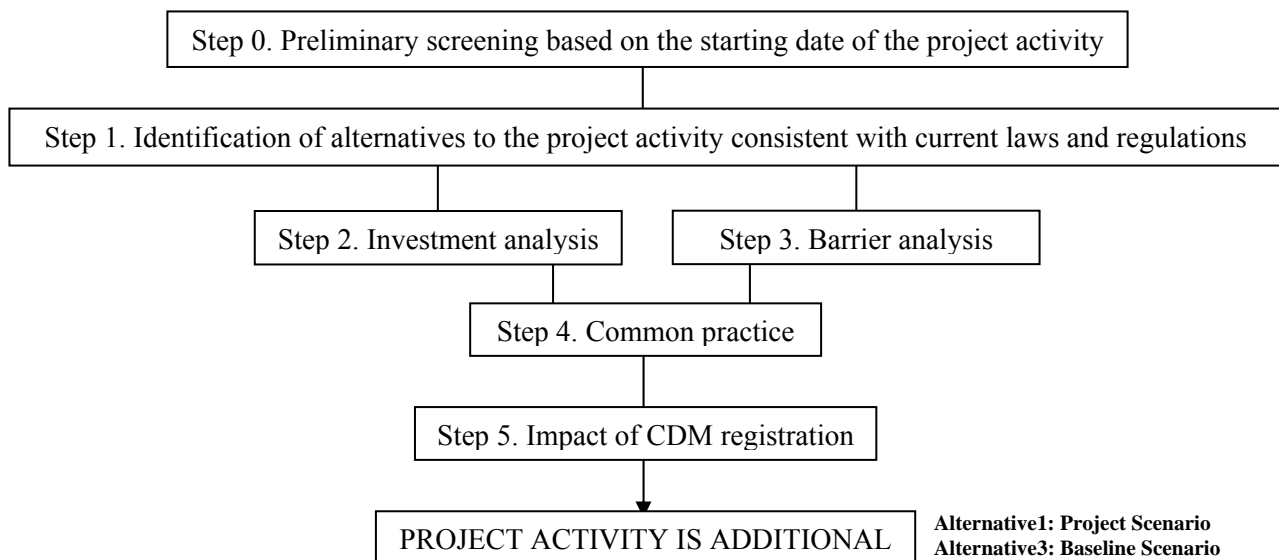 Step 0. Preliminary screening based on the starting date of the project activity
Step 1. Identification of alternatives to the project activity consistent with current laws and regulations
Step 2. Investment analysis
Step 3. Barrier analysis
Step 4. Common practice
Step 5. Impact of CDM registration
PROJECT ACTIVITY IS ADDITIONAL
Alternative1: Project Scenario
Alternative3: Baseline Scenario